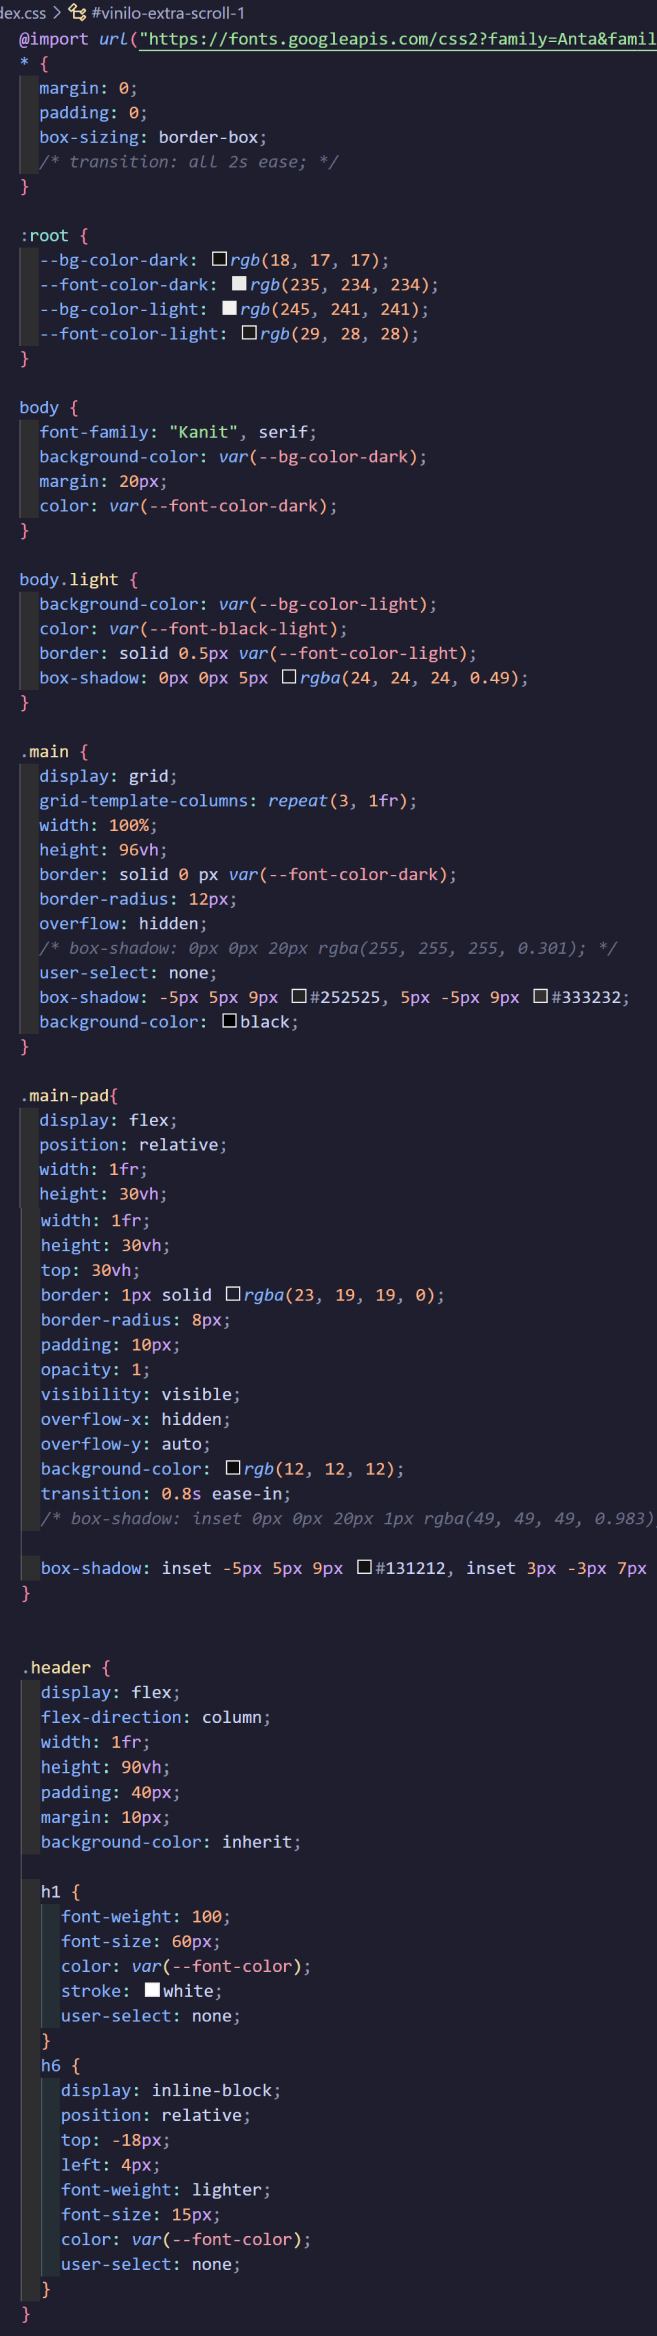 dex.css > #vinilo-extra-scroll-1
@import url("https://fonts.googleapis.com/css2?family=Anta&famil
* {
  margin: 0;
  padding: 0;
  box-sizing: border-box;
  /* transition: all 2s ease; */
}

:root {
  --bg-color-dark: rgb(18, 17, 17);
  --font-color-dark: rgb(235, 234, 234);
  --bg-color-light: rgb(245, 241, 241);
  --font-color-light: rgb(29, 28, 28);
}

body {
  font-family: "Kanit", serif;
  background-color: var(--bg-color-dark);
  margin: 20px;
  color: var(--font-color-dark);
}

body.light {
  background-color: var(--bg-color-light);
  color: var(--font-black-light);
  border: solid 0.5px var(--font-color-light);
  box-shadow: 0px 0px 5px rgba(24, 24, 24, 0.49);
}

.main {
  display: grid;
  grid-template-columns: repeat(3, 1fr);
  width: 100%;
  height: 96vh;
  border: solid 0 px var(--font-color-dark);
  border-radius: 12px;
  overflow: hidden;
  /* box-shadow: 0px 0px 20px rgba(255, 255, 255, 0.301); */
  user-select: none;
  box-shadow: -5px 5px 9px #252525, 5px -5px 9px #333232;
  background-color: black;
}

.main-pad{
  display: flex;
  position: relative;
  width: 1fr;
  height: 30vh;
  width: 1fr;
  height: 30vh;
  top: 30vh;
  border: 1px solid rgba(23, 19, 19, 0);
  border-radius: 8px;
  padding: 10px;
  opacity: 1;
  visibility: visible;
  overflow-x: hidden;
  overflow-y: auto;
  background-color: rgb(12, 12, 12);
  transition: 0.8s ease-in;
  /* box-shadow: inset 0px 0px 20px 1px rgba(49, 49, 49, 0.983)

  box-shadow: inset -5px 5px 9px #131212, inset 3px -3px 7px
}

.header {
  display: flex;
  flex-direction: column;
  width: 1fr;
  height: 90vh;
  padding: 40px;
  margin: 10px;
  background-color: inherit;

  h1 {
    font-weight: 100;
    font-size: 60px;
    color: var(--font-color);
    stroke: white;
    user-select: none;
  }
  h6 {
    display: inline-block;
    position: relative;
    top: -18px;
    left: 4px;
    font-weight: lighter;
    font-size: 15px;
    color: var(--font-color);
    user-select: none;
  }
}